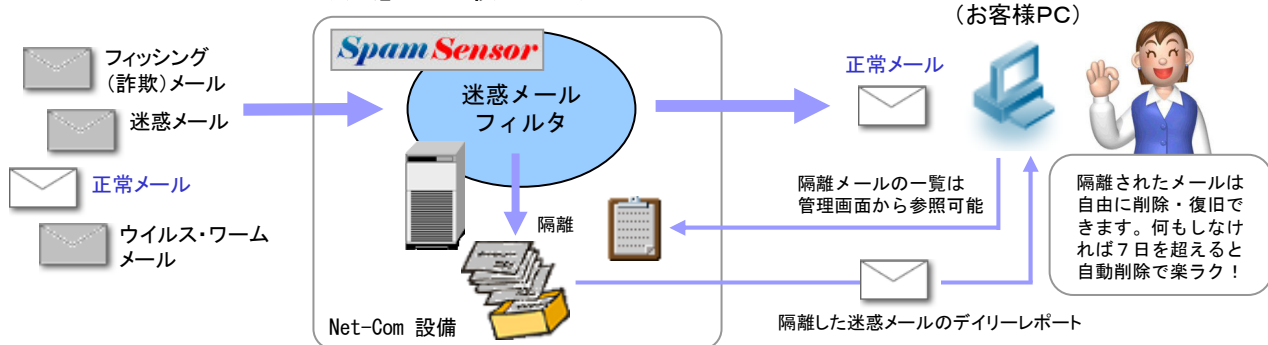 フィッシング
(詐欺)メール
迷惑メール
正常メール
ウイルス・ワーム
メール
Spam Sensor
迷惑メール
フィルタ
隔離
Net-Com 設備
(お客様PC)
正常メール
隔離メールの一覧は
管理画面から参照可能
隔離されたメールは
自由に削除・復旧で
きます。何もしなけ
れば7日を超えると
自動削除で楽ラク！
隔離した迷惑メールのデイリーレポート